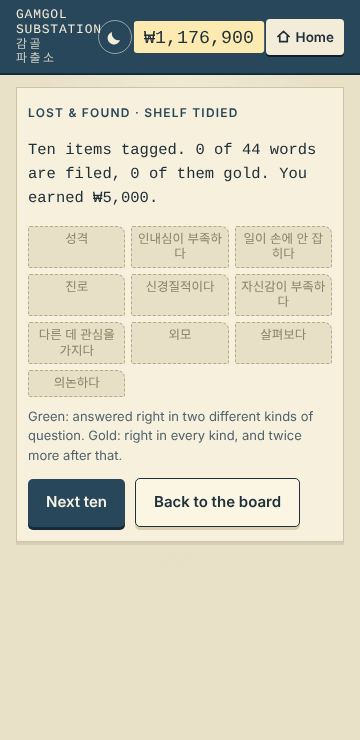 GAMGOL
SUBSTATION
감골
파출소
₩1,176,900
Home
LOST & FOUND · SHELF TIDIED
Ten items tagged. 0 of 44 words
are filed, 0 of them gold. You
earned ₩5,000.
성격
인내심이 부족하
다
일이 손에 안 잡
히다
진로
신경질적이다
자신감이 부족하
다
다른 데 관심을
가지다
외모
살펴보다
의논하다
Green: answered right in two different kinds of
question. Gold: right in every kind, and twice
more after that.
Next ten
Back to the board